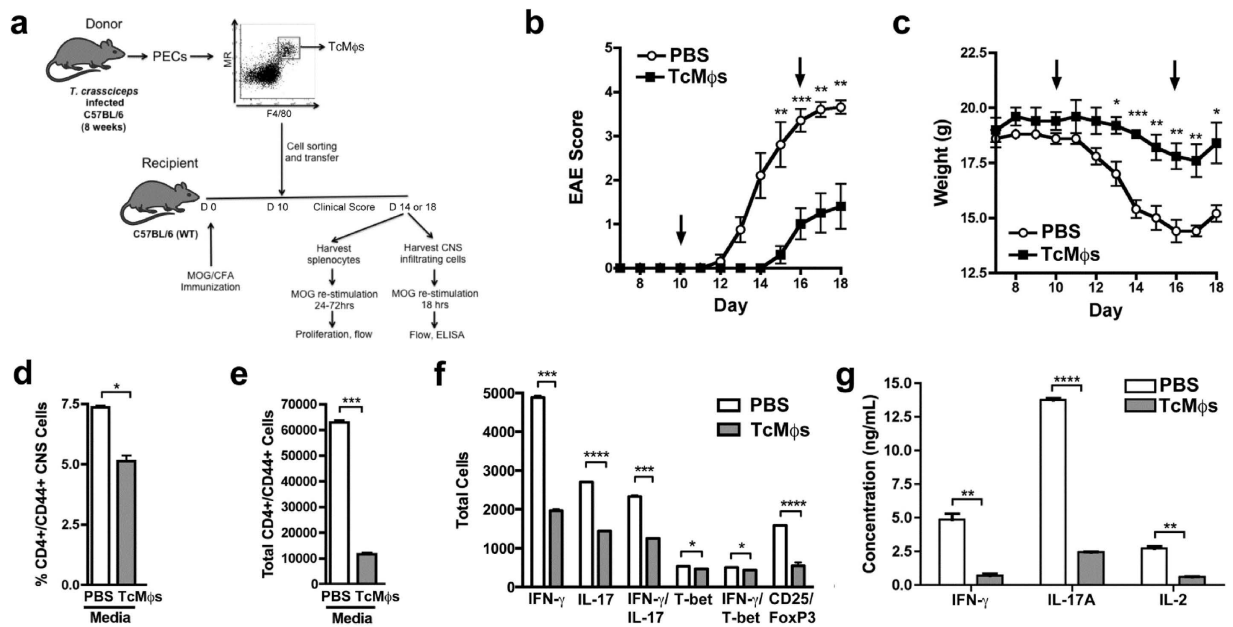 a
Donor
PECs
MR
TcMϕs
F4/80
T. crassciceps
infected
C57BL/6
(8 weeks)
Cell sorting
and transfer
Recipient
D 0
D 10
Clinical Score
D 14 or 18
C57BL/6 (WT)
MOG/CFA
Immunization
Harvest
splenocytes
Harvest CNS
infiltrating cells
MOG re-stimulation
24-72hrs
MOG re-stimulation
18 hrs
Proliferation, flow
Flow, ELISA
b
PBS
TcMϕs
EAE Score
5
4
3
2
1
0
** *** ** **
8 10 12 14 16 18
Day
c
Weight (g)
22.5
20.0
17.5
15.0
12.5
* *** ** ** ** *
PBS
TcMϕs
8 10 12 14 16 18
Day
d
% CD4+/CD44+ CNS Cells
7.5
5.0
2.5
0.0
*
PBS TcMϕs
Media
e
Total CD4+/CD44+ Cells
70000
60000
50000
40000
30000
20000
10000
0
***
PBS TcMϕs
Media
f
Total Cells
5000
4000
3000
2000
1000
0
PBS
TcMϕs
*** **** *** * * ****
IFN-γ IL-17 IFN-γ/ T-bet IFN-γ/ CD25/
IL-17 T-bet FoxP3
g
Concentration (ng/mL)
15.0
12.5
10.0
7.5
5.0
2.5
0.0
PBS
TcMϕs
** **** **
IFN-γ IL-17A IL-2